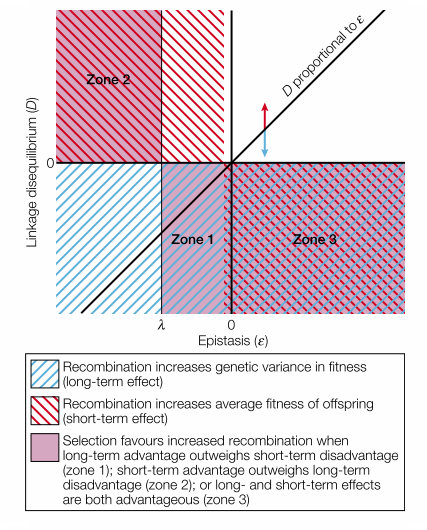 Zone 2
D proportional to ε
Linkage disequilibrium (D)
0
Zone 1
Zone 3
λ
0
Epistasis (ε)
Recombination increases genetic variance in fitness
(long-term effect)
Recombination increases average fitness of offspring
(short-term effect)
Selection favours increased recombination when
long-term advantage outweighs short-term disadvantage
(zone 1); short-term advantage outweighs long-term
disadvantage (zone 2); or long- and short-term effects
are both advantageous (zone 3)